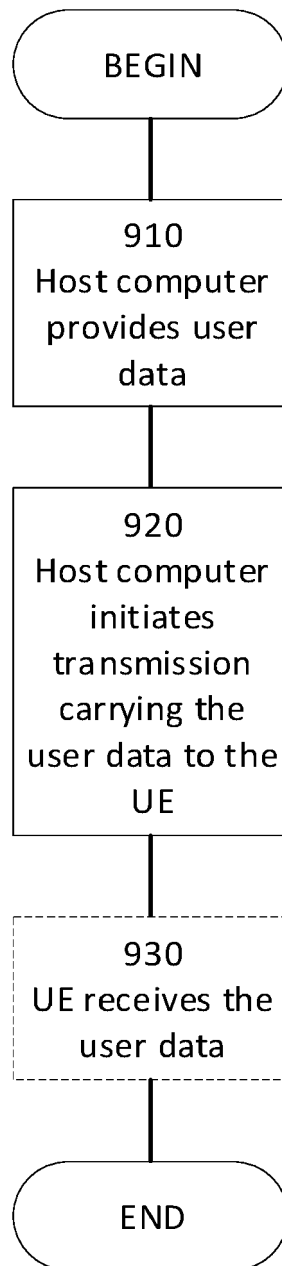 BEGIN
910
Host computer
provides user
data
920
Host computer
initiates
transmission
carrying the
user data to the
UE
930
UE receives the
user data
END